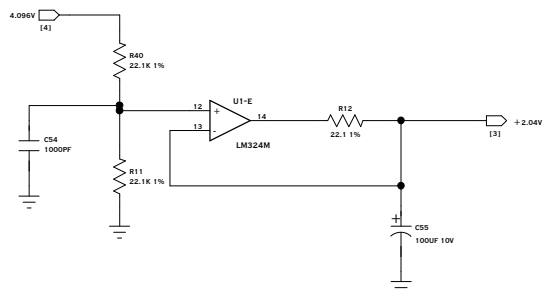 4.096V
[4]
R40
22.1K 1%
C54
1000PF
R11
22.1K 1%
12
+
13
-
U1-E
14
LM324M
R12
22.1 1%
+2.04V
[3]
+
C55
100UF 10V